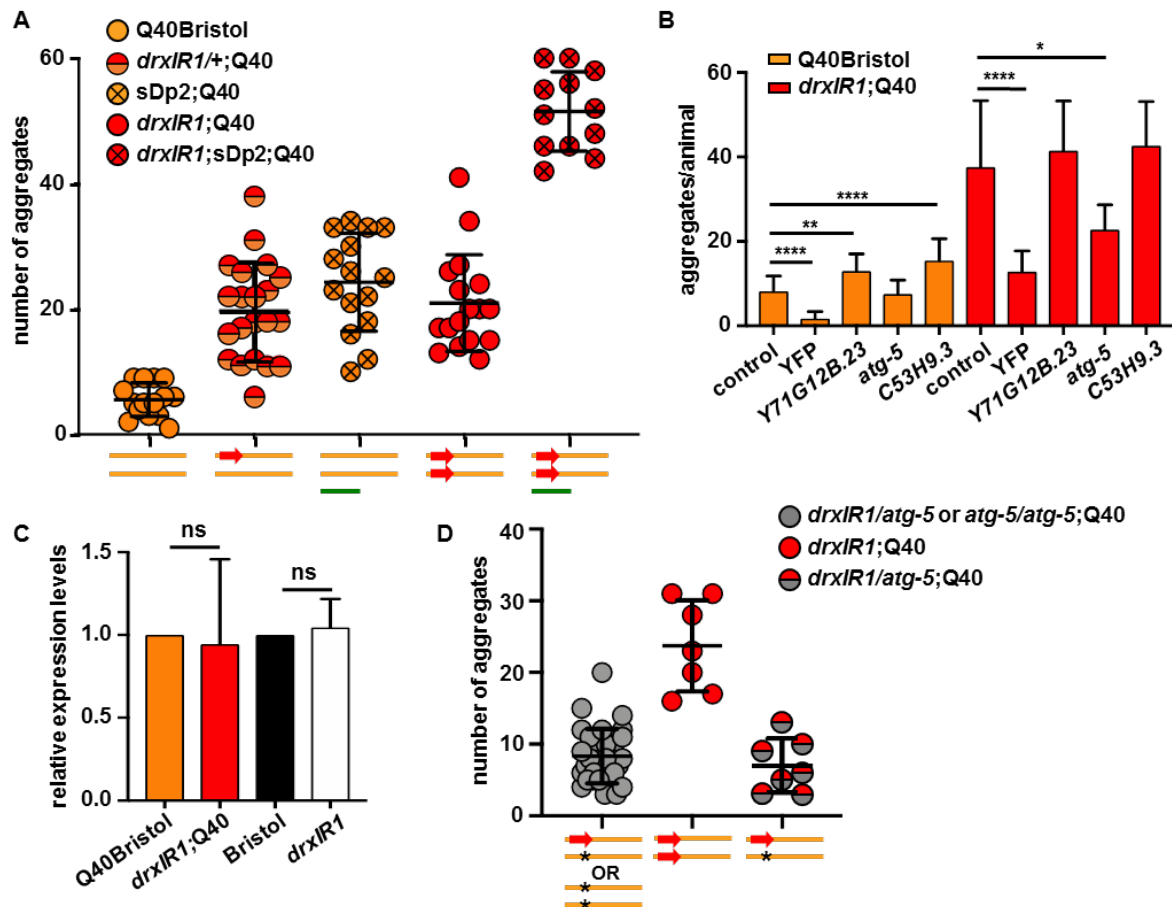 A
Q40Bristol
drxIR1/+;Q40
sDp2;Q40
drxIR1;Q40
drxIR1;sDp2;Q40
number of aggregates
60
40
20
0
B
Q40Bristol
drxIR1;Q40
aggregates/animal
60
40
20
0
****
**
****
****
*
control
YFP
Y71G12B.23
atg-5
C53H9.3
control
YFP
Y71G12B.23
atg-5
C53H9.3
C
relative expression levels
1.5
1.0
0.5
0.0
ns
ns
Q40Bristol
drxIR1;Q40
Bristol
drxIR1
D
drxIR1/atg-5 or atg-5/atg-5;Q40
drxIR1;Q40
drxIR1/atg-5;Q40
number of aggregates
40
30
20
10
0
*
*
OR
*
*